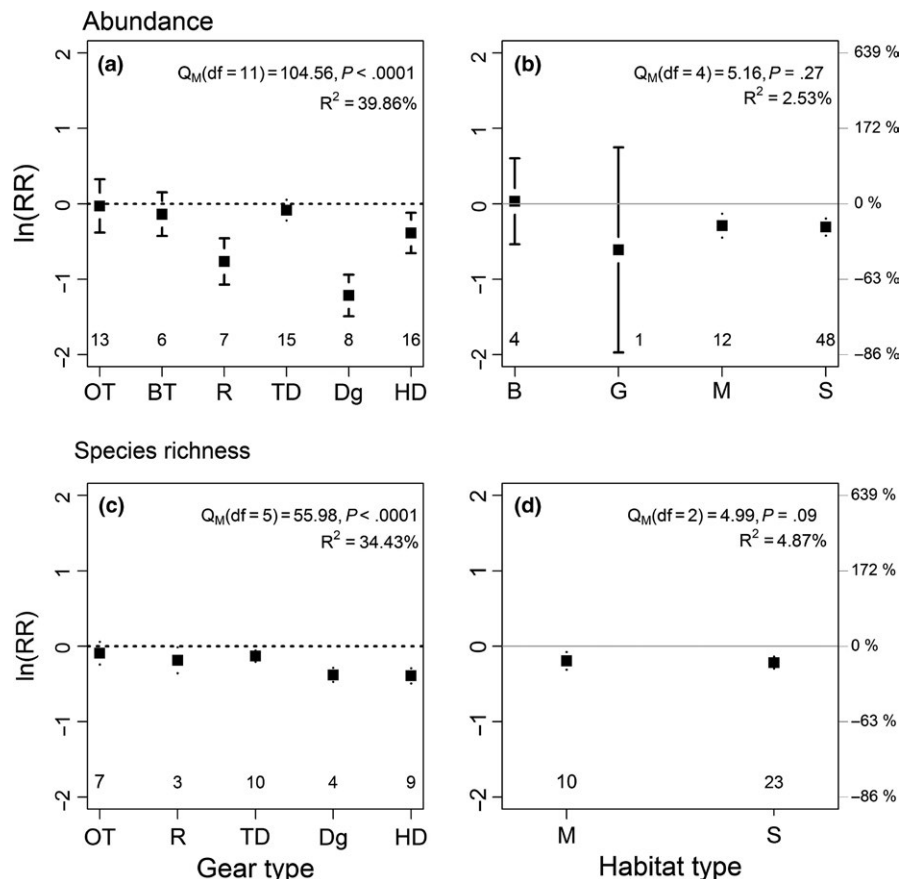 Abundance
(a)
Q_M(df = 11) = 104.56, P < .0001
R² = 39.86%
ln(RR)
2
1
0
−1
−2
13 6 7 15 8 16
OT BT R TD Dg HD
(b)
Q_M(df = 4) = 5.16, P = .27
R² = 2.53%
2
1
0
−1
−2
639 %
172 %
0 %
−63 %
−86 %
4 1 12 48
B G M S
Species richness
(c)
Q_M(df = 5) = 55.98, P < .0001
R² = 34.43%
ln(RR)
2
1
0
−1
−2
7 3 10 4 9
OT R TD Dg HD
Gear type
(d)
Q_M(df = 2) = 4.99, P = .09
R² = 4.87%
2
1
0
−1
−2
639 %
172 %
0 %
−63 %
−86 %
10 23
M S
Habitat type